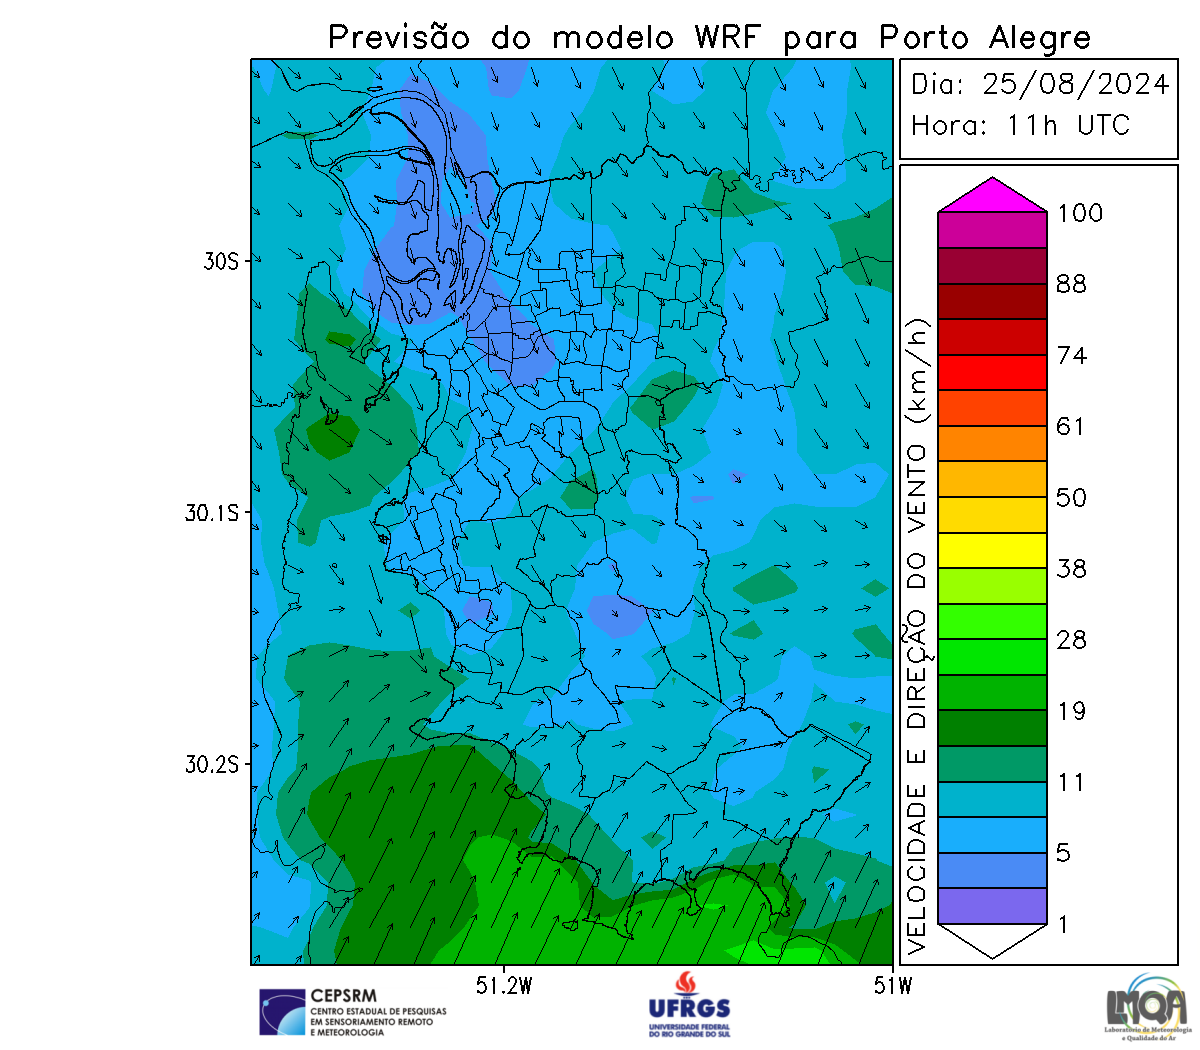 Previsão do modelo WRF para Porto Alegre
Dia: 25/08/2024
Hora: 11h UTC
30S
30.1S
30.2S
51.2W
51W
VELOCIDADE E DIREÇÃO DO VENTO (km/h)
100
88
74
61
50
38
28
19
11
5
1
CEPSRM
CENTRO ESTADUAL DE PESQUISAS
EM SENSORIAMENTO REMOTO
E METEOROLOGIA
UFRGS
UNIVERSIDADE FEDERAL
DO RIO GRANDE DO SUL
LMQA
Laboratório de Meteorologia
e Qualidade do Ar